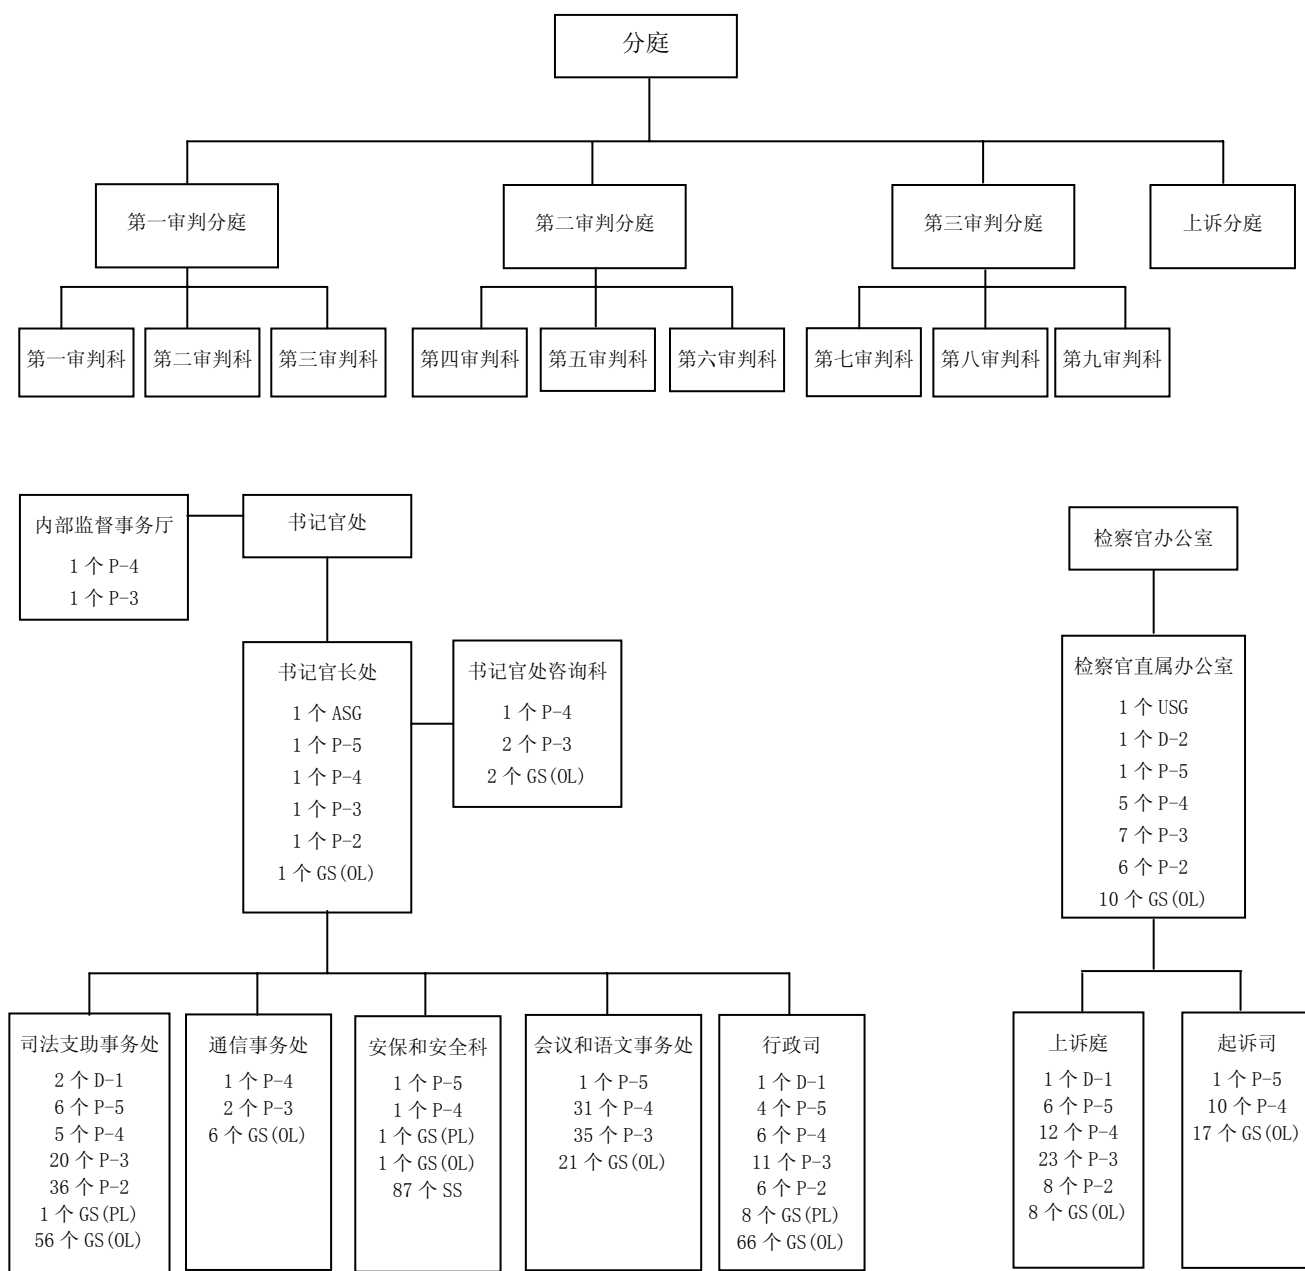 分庭
第一审判分庭
第二审判分庭
第三审判分庭
上诉分庭
第一审判科
第二审判科
第三审判科
第四审判科
第五审判科
第六审判科
第七审判科
第八审判科
第九审判科
内部监督事务厅
1 个 P-4
1 个 P-3
书记官处
书记官长处
1 个 ASG
1 个 P-5
1 个 P-4
1 个 P-3
1 个 P-2
1 个 GS(OL)
书记官处咨询科
1 个 P-4
2 个 P-3
2 个 GS(OL)
司法支助事务处
2 个 D-1
6 个 P-5
5 个 P-4
20 个 P-3
36 个 P-2
1 个 GS(PL)
56 个 GS(OL)
通信事务处
1 个 P-4
2 个 P-3
6 个 GS(OL)
安保和安全科
1 个 P-5
1 个 P-4
1 个 GS(PL)
1 个 GS(OL)
87 个 SS
会议和语文事务处
1 个 P-5
31 个 P-4
35 个 P-3
21 个 GS(OL)
行政司
1 个 D-1
4 个 P-5
6 个 P-4
11 个 P-3
6 个 P-2
8 个 GS(PL)
66 个 GS(OL)
检察官办公室
检察官直属办公室
1 个 USG
1 个 D-2
1 个 P-5
5 个 P-4
7 个 P-3
6 个 P-2
10 个 GS(OL)
上诉庭
1 个 D-1
6 个 P-5
12 个 P-4
23 个 P-3
8 个 P-2
8 个 GS(OL)
起诉司
1 个 P-5
10 个 P-4
17 个 GS(OL)